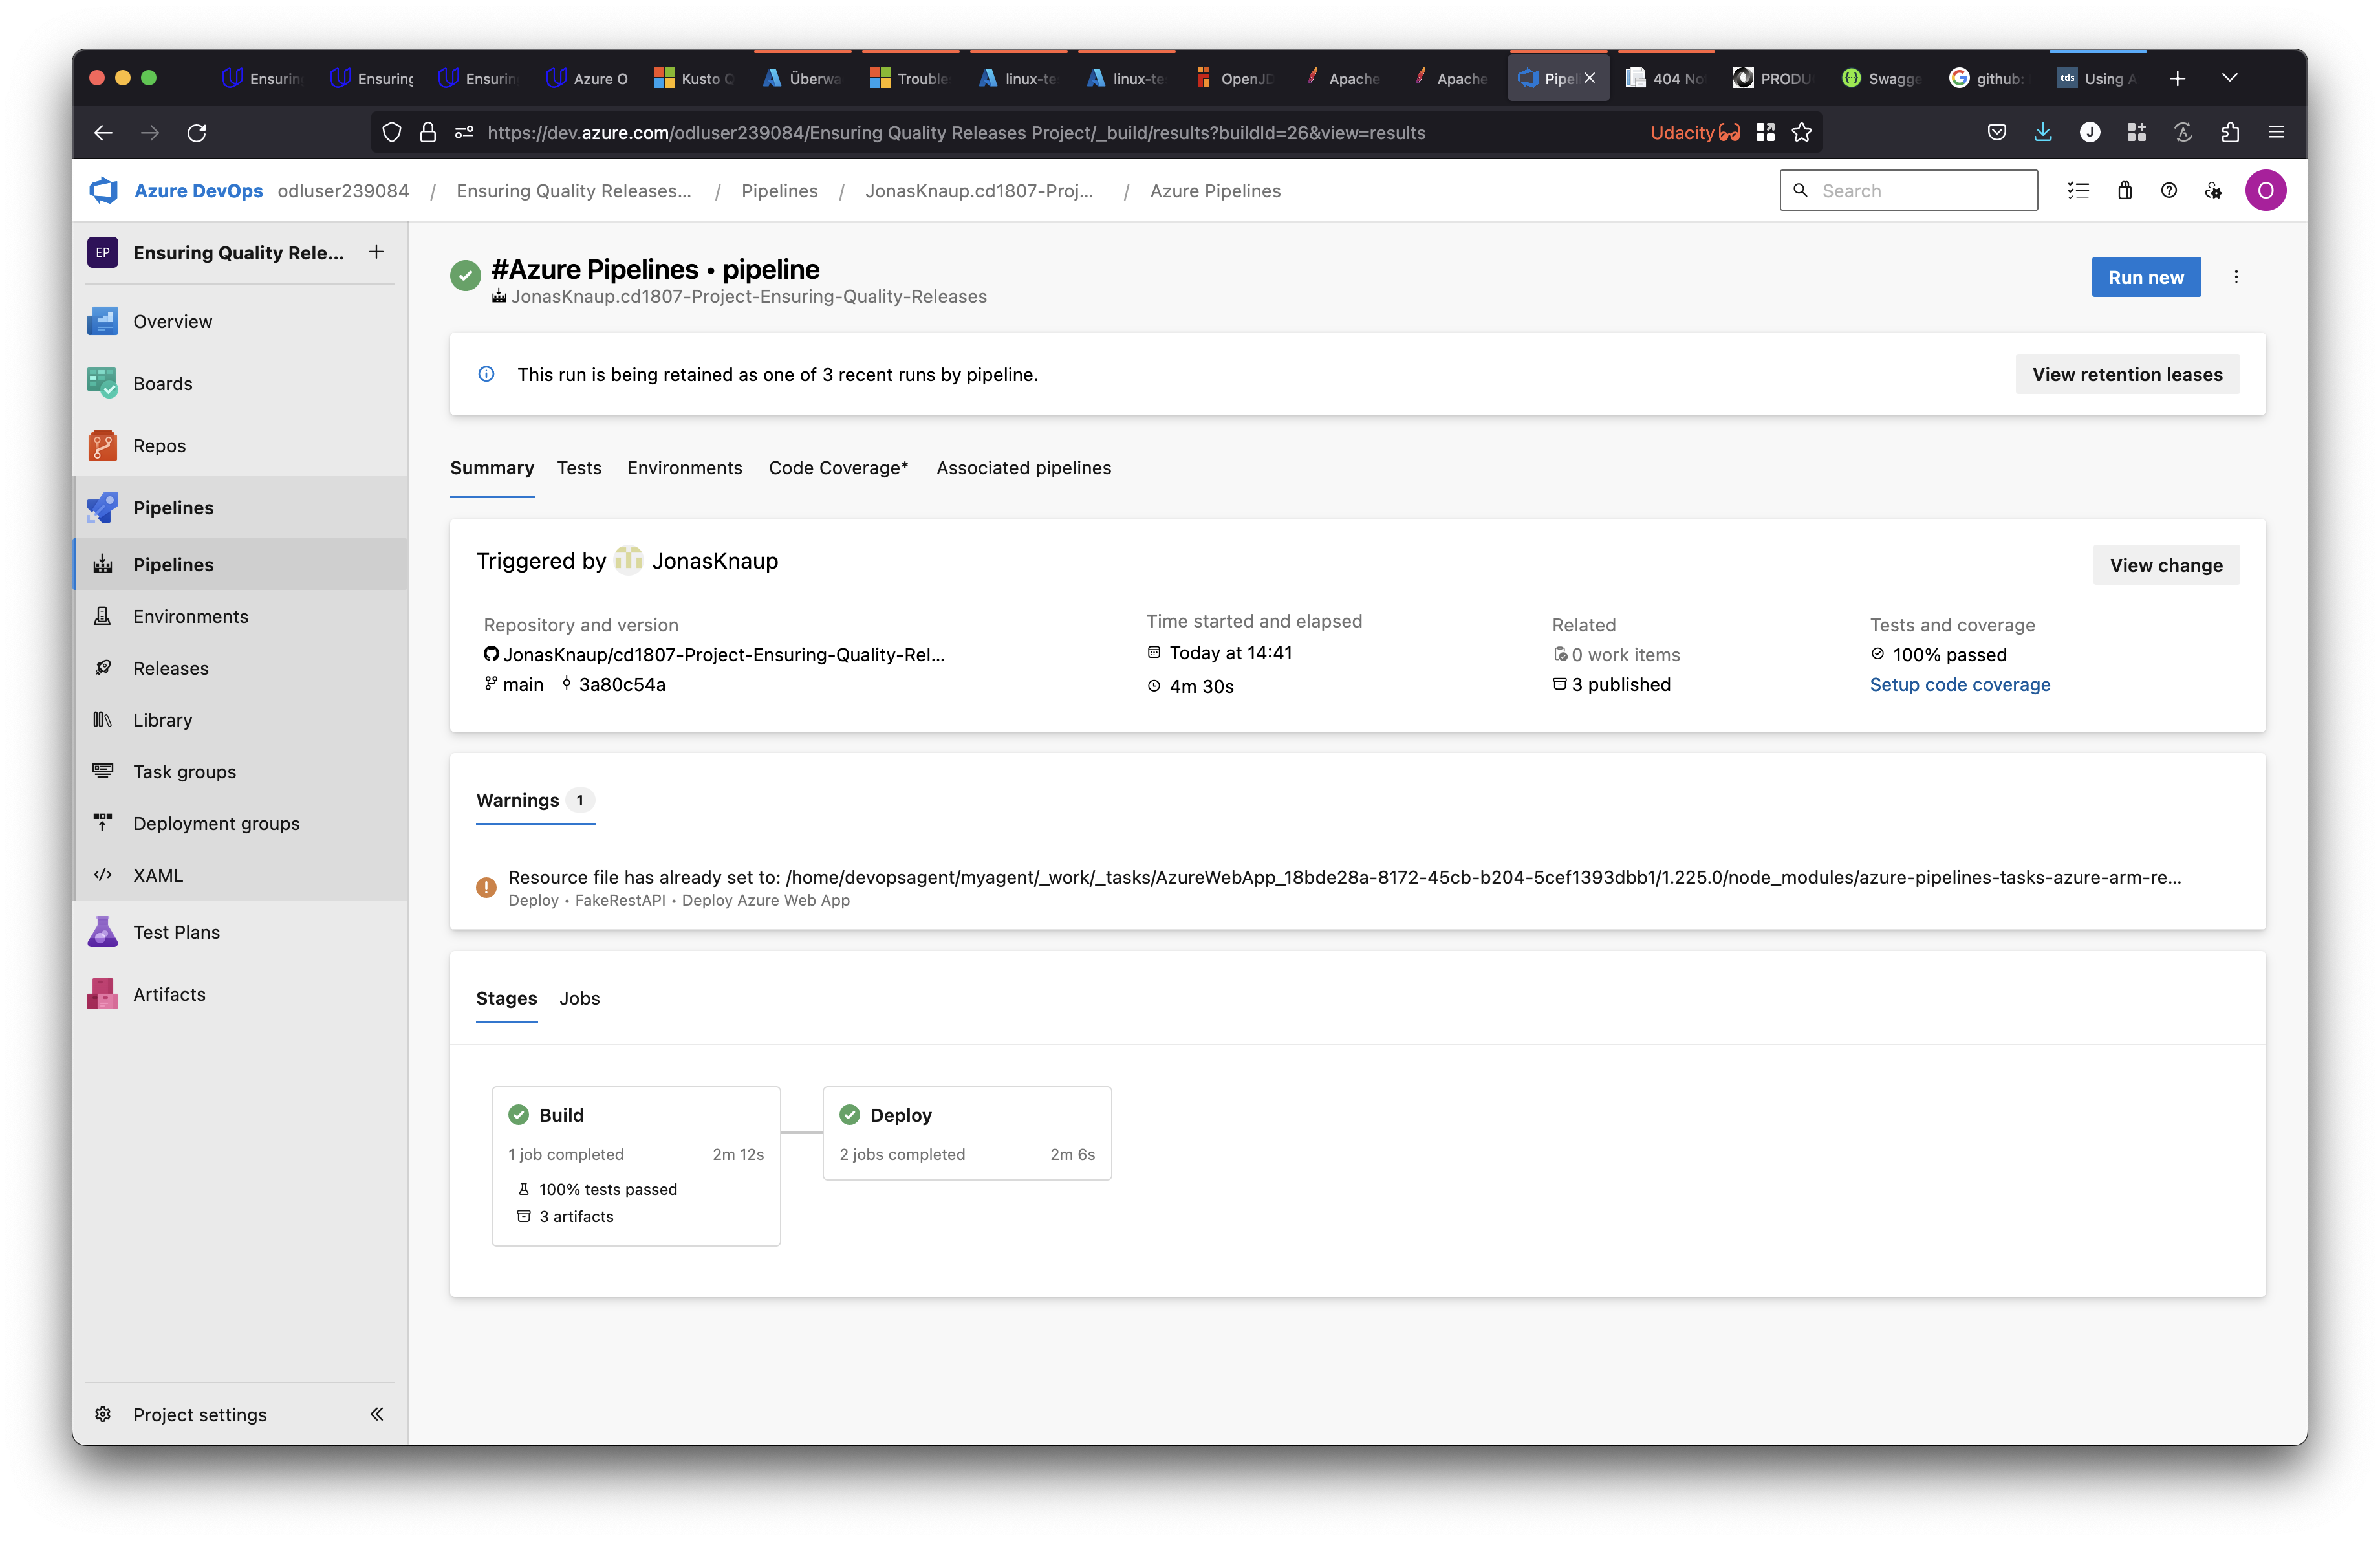 Ensurin
Ensuring
Ensurin
Azure O
Kusto Q
Überwa
Trouble
linux-te
linux-te
OpenJD
Apache
Apache
Pipel
404 No
PRODU
Swagge
github:
tds Using A
https://dev.azure.com/odluser239084/Ensuring Quality Releases Project/_build/results?buildId=26&view=results
Udacity
J
Azure DevOps odluser239084 / Ensuring Quality Releases... / Pipelines / JonasKnaup.cd1807-Proj... / Azure Pipelines
Search
O
EP Ensuring Quality Rele...
Overview
Boards
Repos
Pipelines
Pipelines
Environments
Releases
Library
Task groups
Deployment groups
XAML
Test Plans
Artifacts
Project settings
#Azure Pipelines • pipeline
JonasKnaup.cd1807-Project-Ensuring-Quality-Releases
Run new
This run is being retained as one of 3 recent runs by pipeline.
View retention leases
Summary Tests Environments Code Coverage* Associated pipelines
Triggered by JonasKnaup
View change
Repository and version
JonasKnaup/cd1807-Project-Ensuring-Quality-Rel...
main 3a80c54a
Time started and elapsed
Today at 14:41
4m 30s
Related
0 work items
3 published
Tests and coverage
100% passed
Setup code coverage
Warnings 1
Resource file has already set to: /home/devopsagent/myagent/_work/_tasks/AzureWebApp_18bde28a-8172-45cb-b204-5cef1393dbb1/1.225.0/node_modules/azure-pipelines-tasks-azure-arm-re...
Deploy • FakeRestAPI • Deploy Azure Web App
Stages Jobs
Build
1 job completed 2m 12s
100% tests passed
3 artifacts
Deploy
2 jobs completed 2m 6s